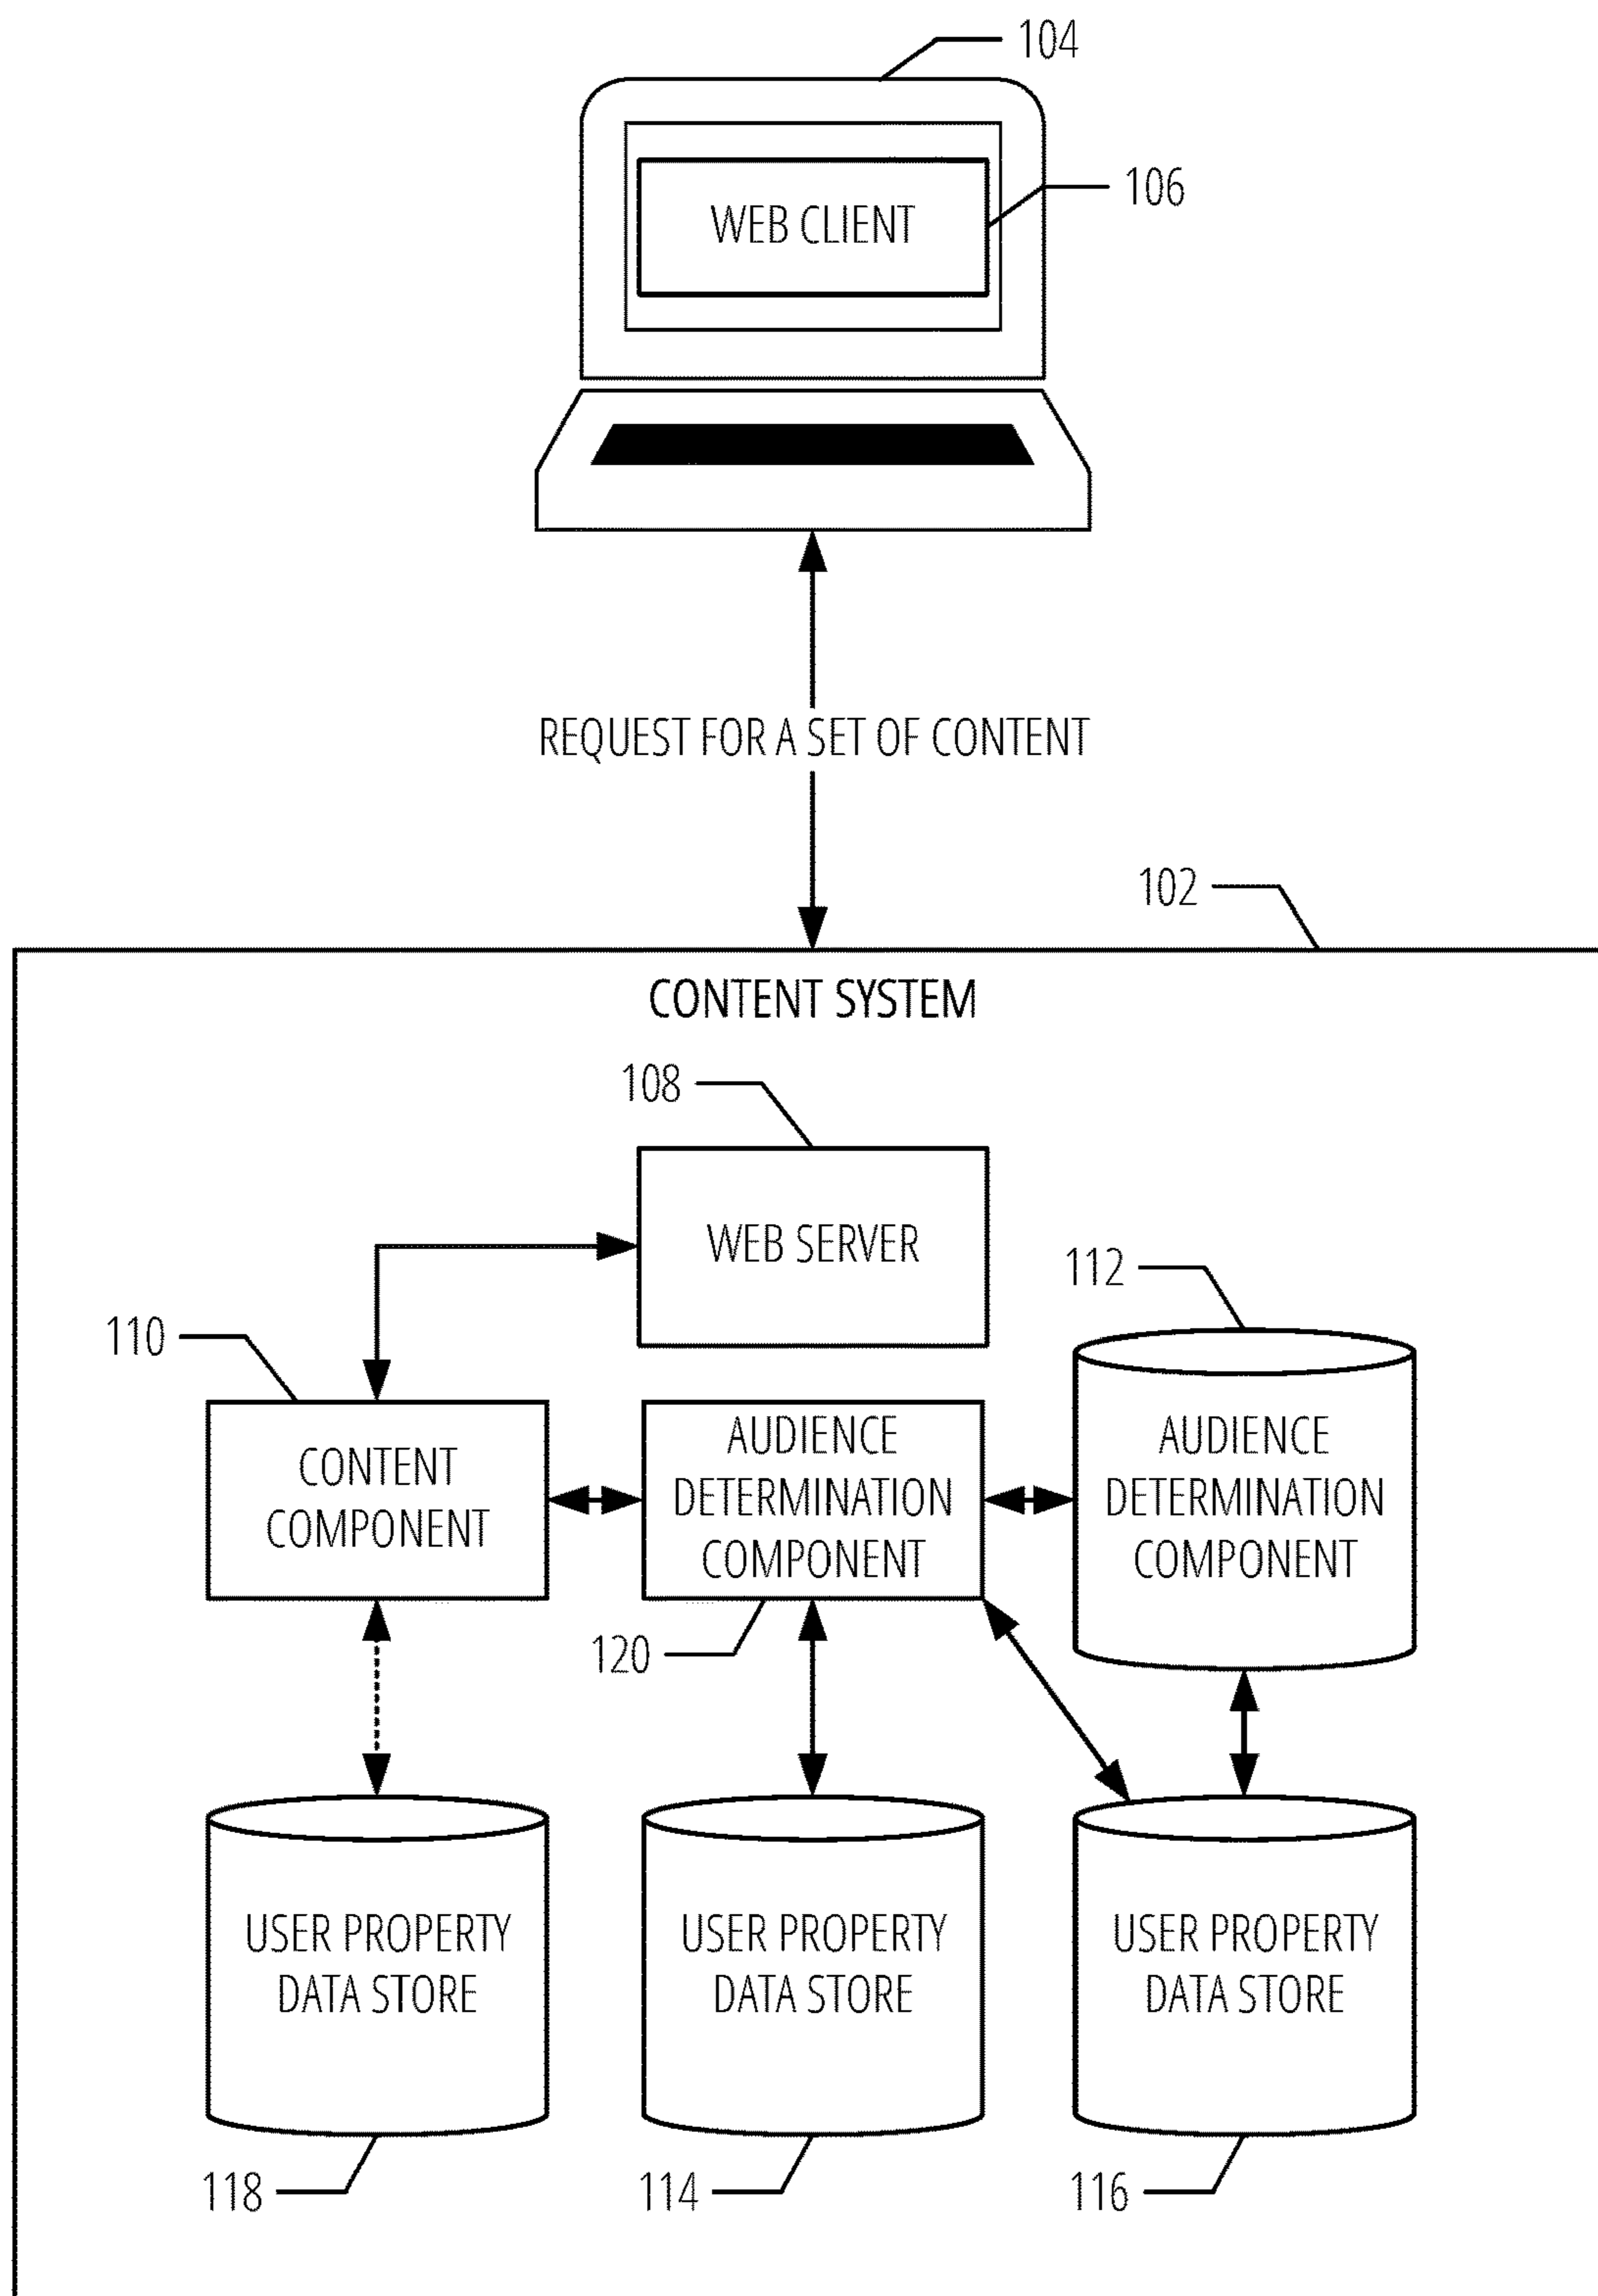 104
106
WEB CLIENT
REQUEST FOR A SET OF CONTENT
102
CONTENT SYSTEM
108
WEB SERVER
112
110
CONTENT
COMPONENT
AUDIENCE
DETERMINATION
COMPONENT
AUDIENCE
DETERMINATION
COMPONENT
120
USER PROPERTY
DATA STORE
USER PROPERTY
DATA STORE
USER PROPERTY
DATA STORE
118
114
116